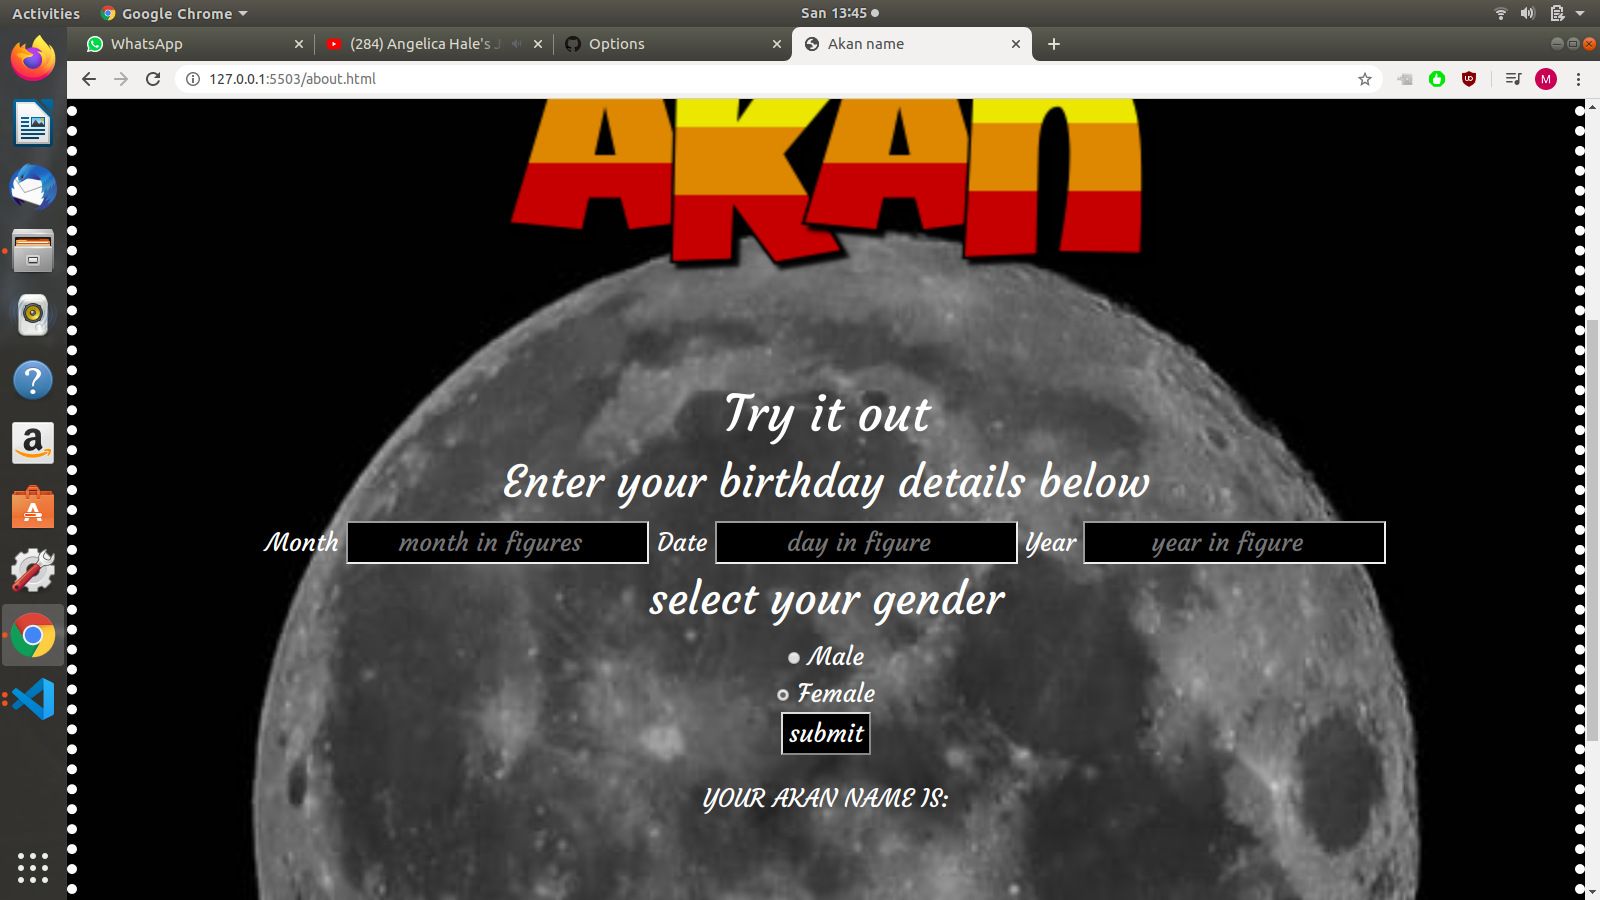 Activities Google Chrome San 13:45
WhatsApp (284) Angelica Hale's Options Akan name
127.0.0.1:5503/about.html M
AKAN
Try it out
Enter your birthday details below
Month month in figures Date day in figure Year year in figure
select your gender
Male
Female
submit
YOUR AKAN NAME IS: